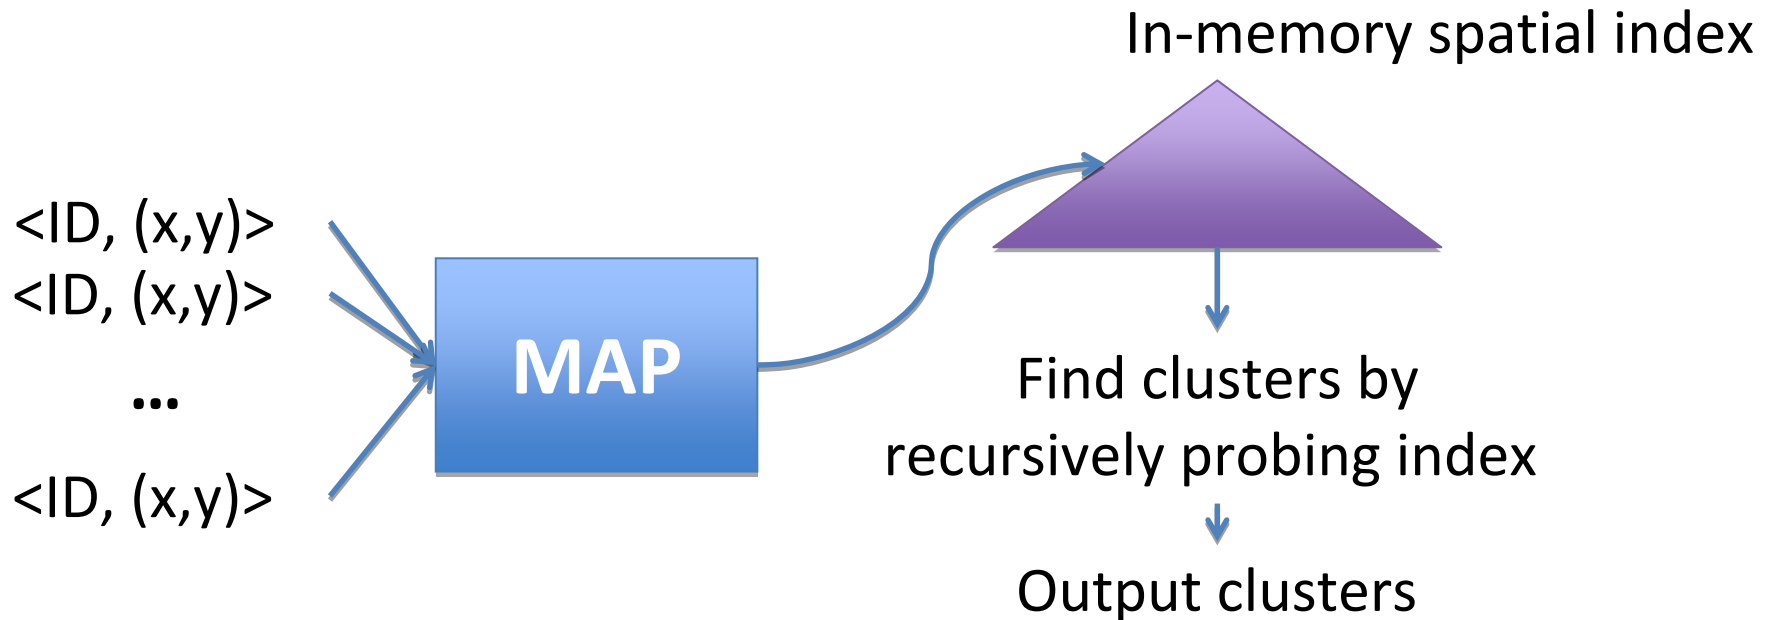 In-memory spatial index
<ID, (x,y)>
<ID, (x,y)>
...
<ID, (x,y)>
MAP
Find clusters by
recursively probing index
Output clusters